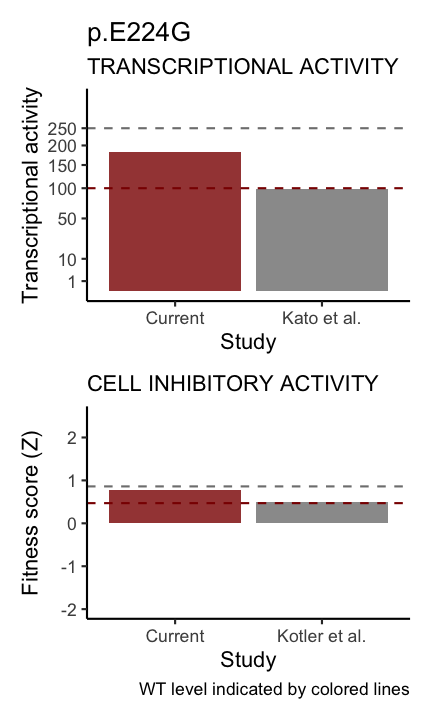 p.E224G
TRANSCRIPTIONAL ACTIVITY
Transcriptional activity
250
200
150
100
50
10
1
Current
Kato et al.
Study
CELL INHIBITORY ACTIVITY
Fitness score (Z)
2
1
0
-1
-2
Current
Kotler et al.
Study
WT level indicated by colored lines